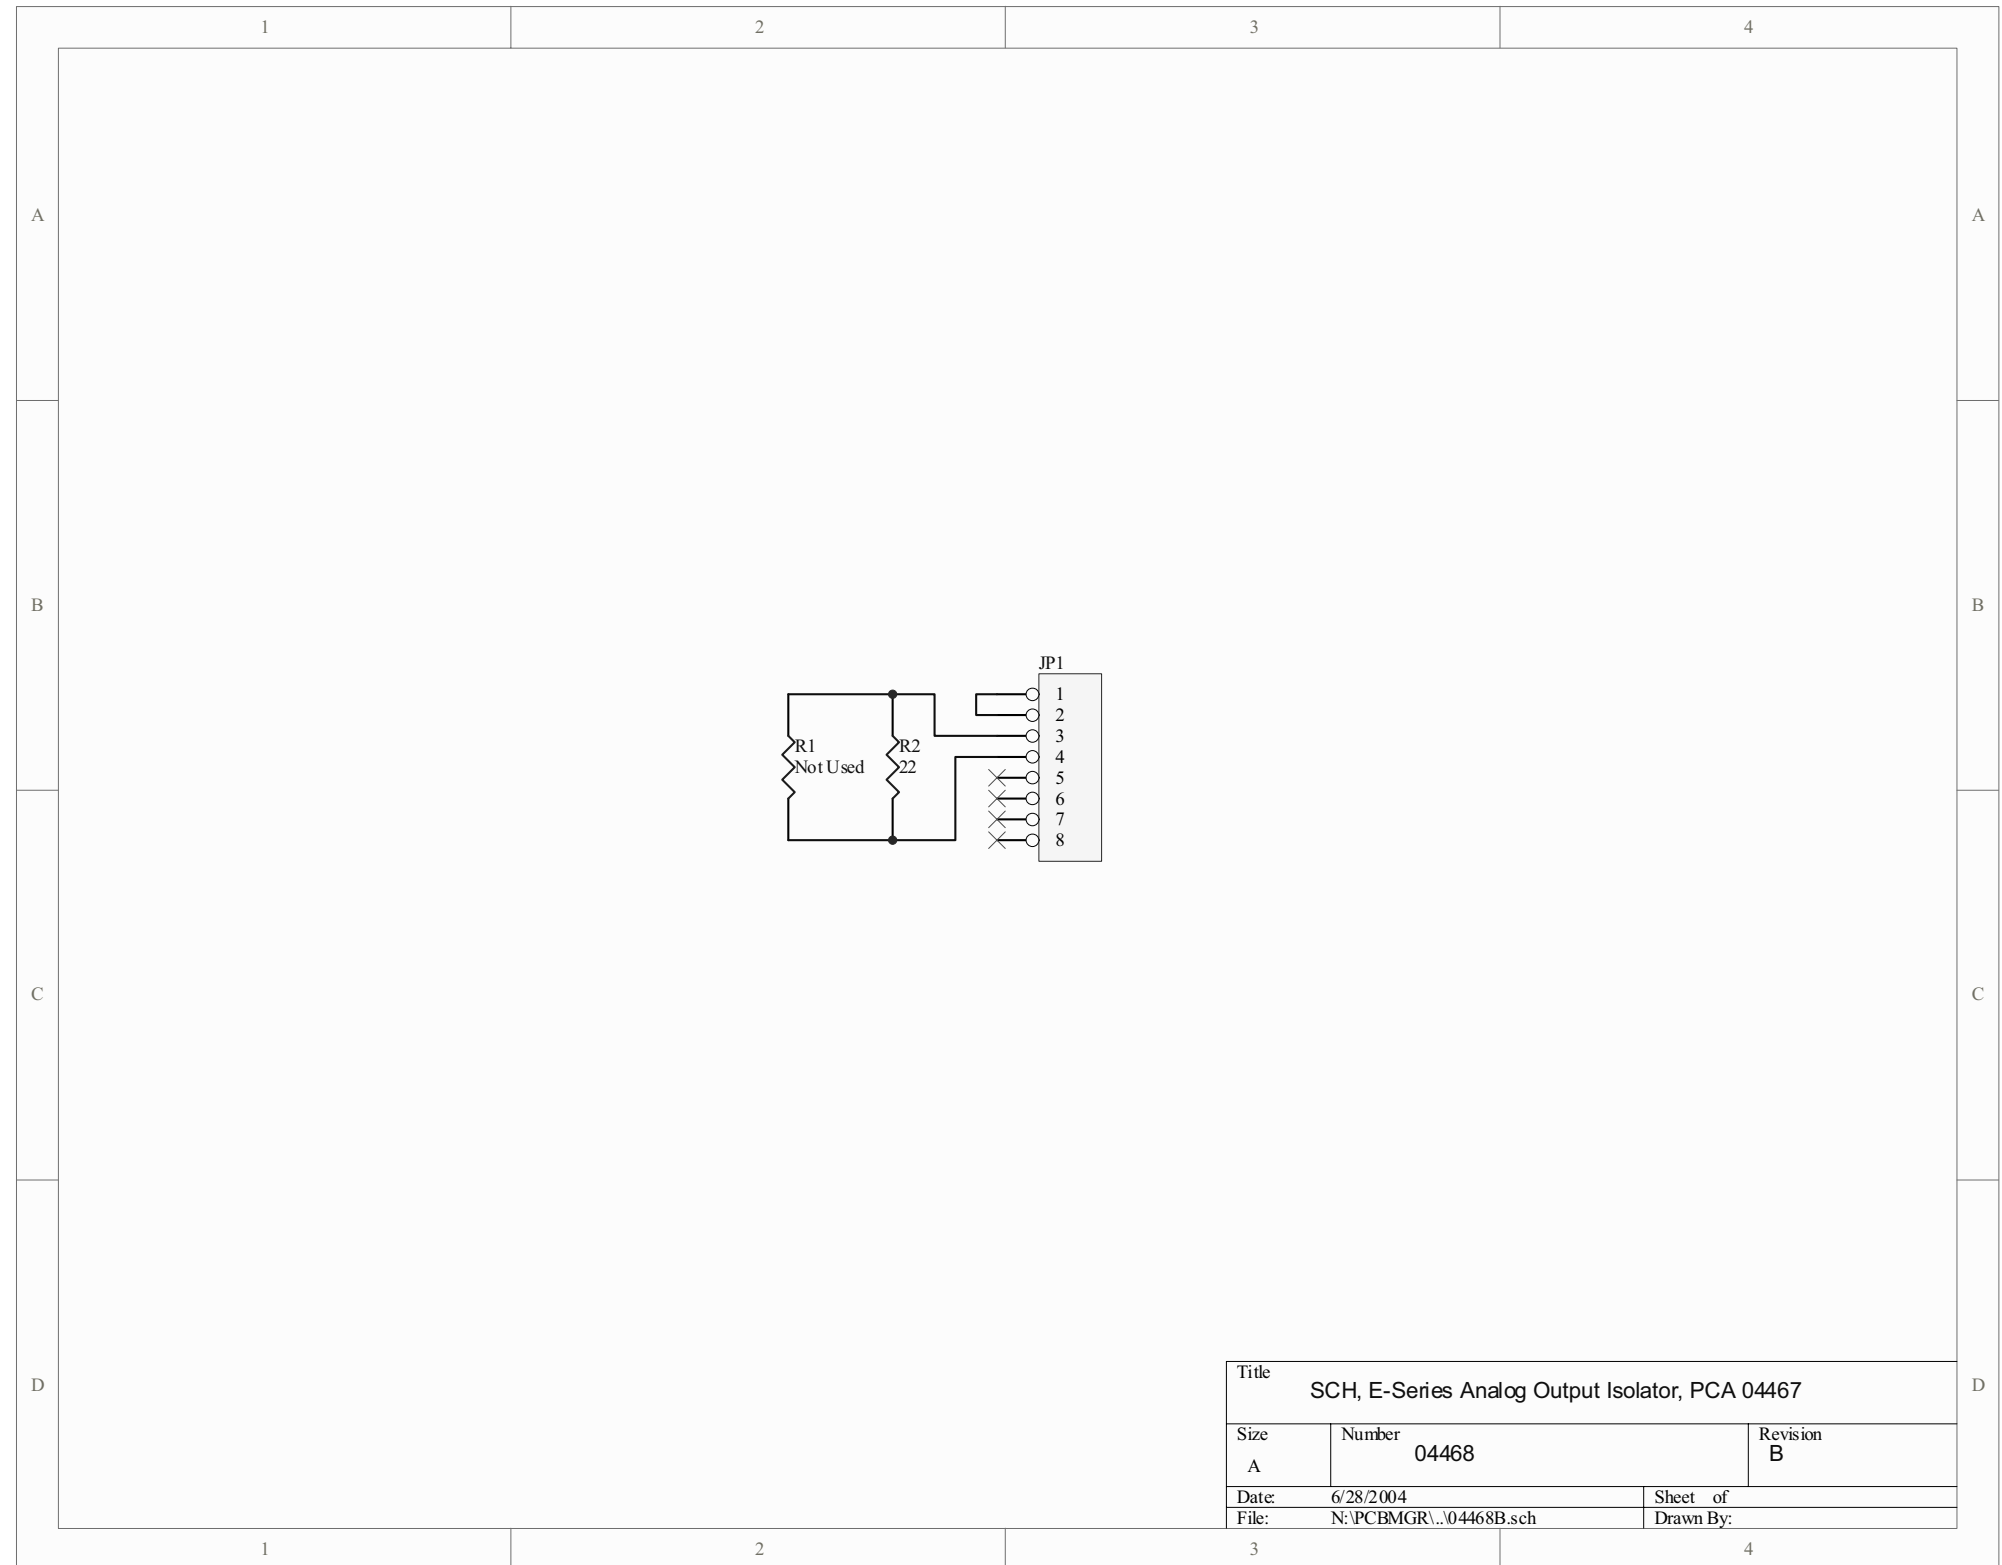 1 2 3 4
A A
B B
JP1
1
2
3
R1 R2 4
Not Used 22 5
6
7
8
C C
D D
Title
SCH, E-Series Analog Output Isolator, PCA 04467
Size Number Revision
04468 B
A
Date: 6/28/2004 Sheet of
File: N:\PCBMGR\..\04468B.sch Drawn By:
1 2 3 4